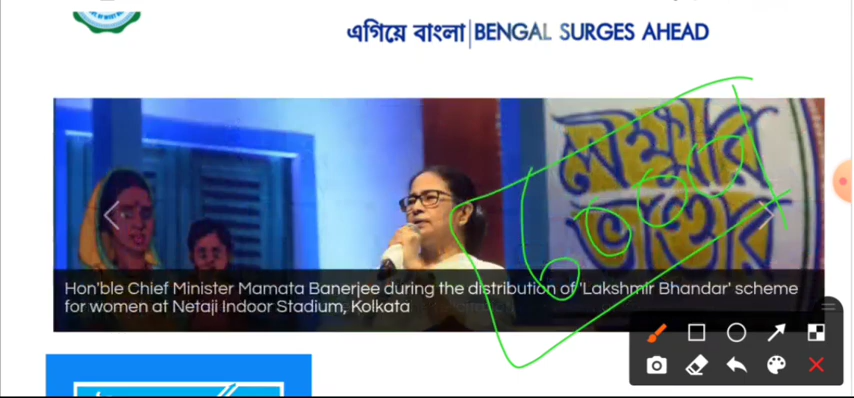 এগিয়ে বাংলা | BENGAL SURGES AHEAD
লক্ষ্মীর
ভাণ্ডার
6000
Hon'ble Chief Minister Mamata Banerjee during the distribution of 'Lakshmir Bhandar' scheme
for women at Netaji Indoor Stadium, Kolkata